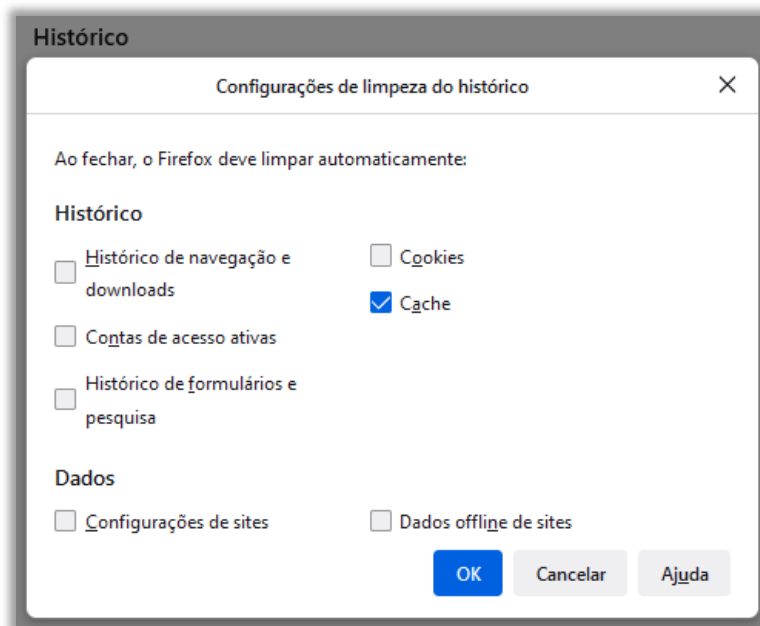 Histórico
Configurações de limpeza do histórico
Ao fechar, o Firefox deve limpar automaticamente:
Histórico
Histórico de navegação e
downloads
Cookies
Cache
Contas de acesso ativas
Histórico de formulários e
pesquisa
Dados
Configurações de sites
Dados offline de sites
OK
Cancelar
Ajuda